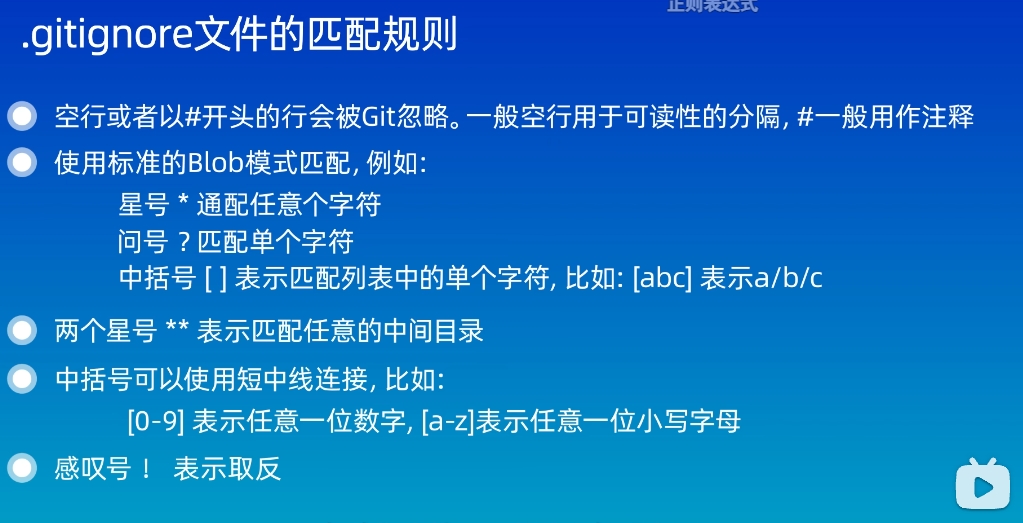 正则表达式
.gitignore文件的匹配规则
空行或者以#开头的行会被Git忽略。一般空行用于可读性的分隔, #一般用作注释
使用标准的Blob模式匹配, 例如:
星号 * 通配任意个字符
问号 ? 匹配单个字符
中括号 [ ] 表示匹配列表中的单个字符, 比如: [abc] 表示a/b/c
两个星号 ** 表示匹配任意的中间目录
中括号可以使用短中线连接, 比如:
[0-9] 表示任意一位数字, [a-z]表示任意一位小写字母
感叹号 ! 表示取反